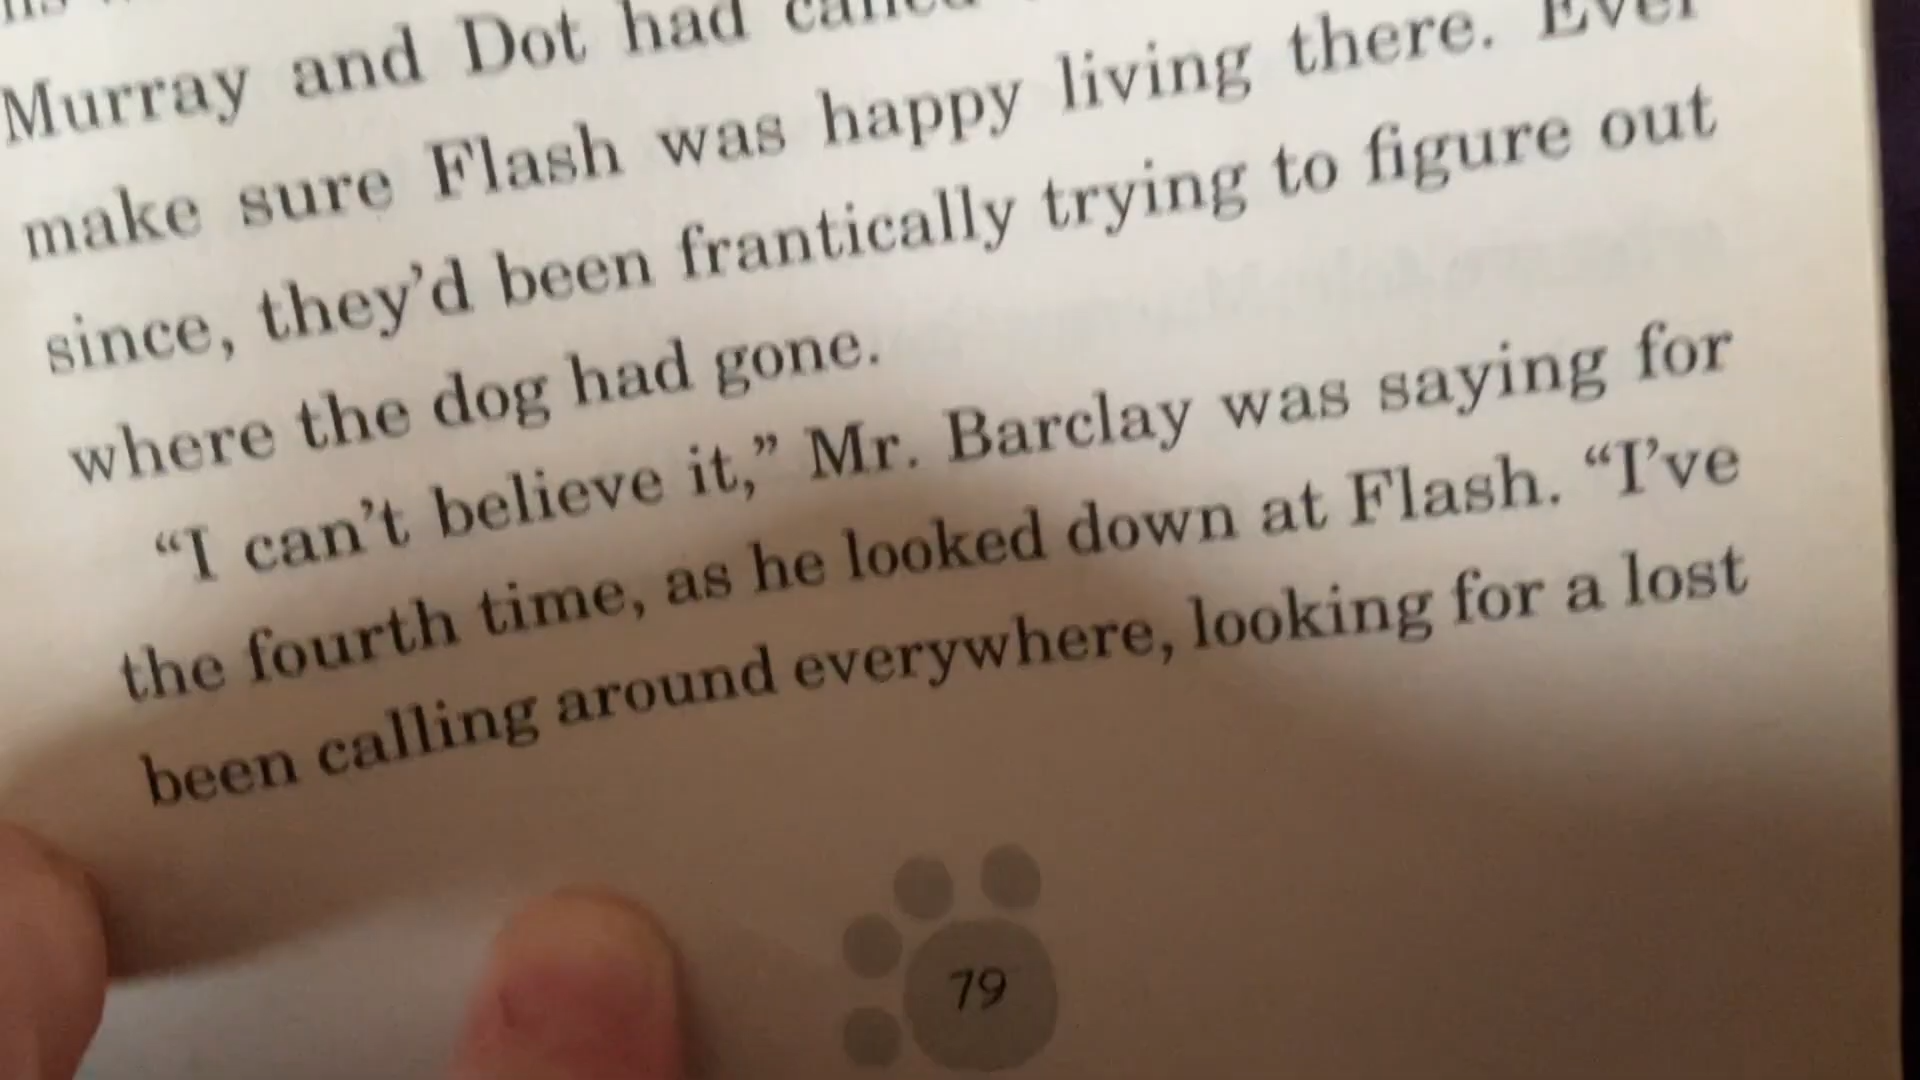 Murray and Dot had called
make sure Flash was happy living there. Ever
since, they'd been frantically trying to figure out
where the dog had gone.
"I can't believe it," Mr. Barclay was saying for
the fourth time, as he looked down at Flash. "I've
been calling around everywhere, looking for a lost
79